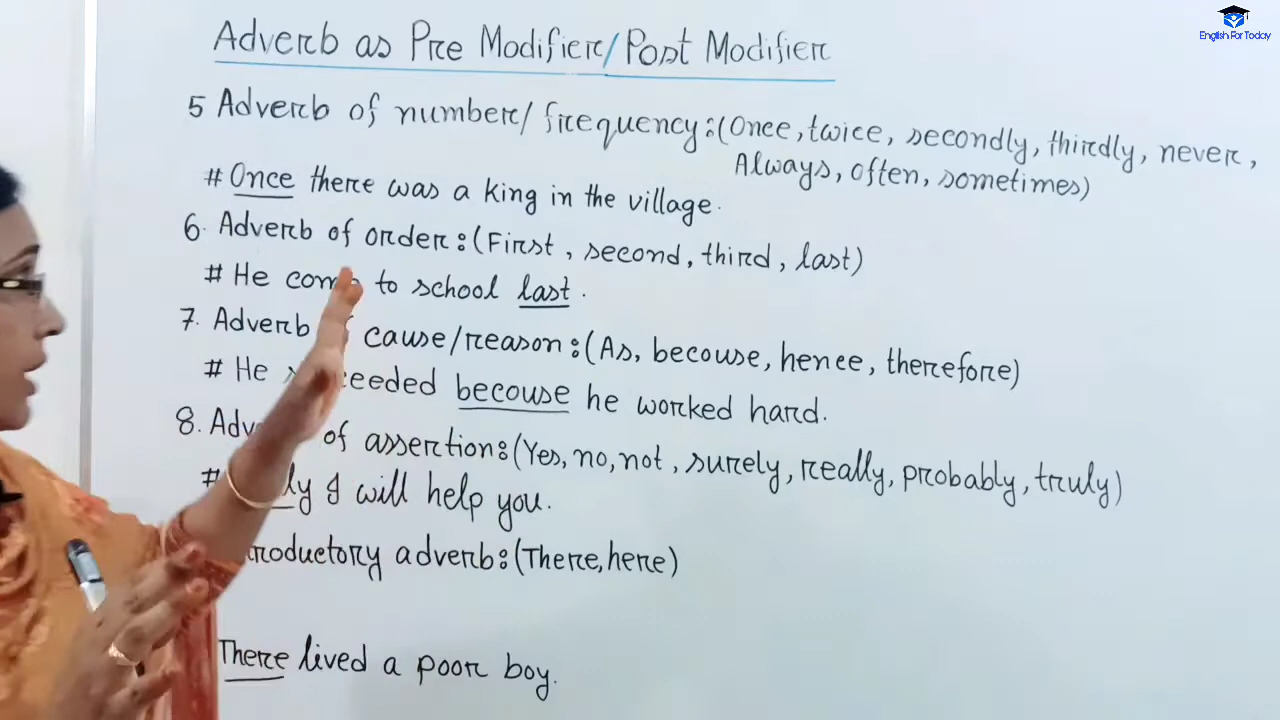 Adverb as Pre Modifier/Post Modifier
English For Today
5 Adverb of number/ frequency:(Once, twice, secondly, thirdly, never,
Always, often, sometimes)
# Once there was a king in the village.
6. Adverb of order:(First, second, third, last)
# He to school last.
7. Adverb cause/reason:(As, becouse, hence, therefore)
# He becouse he worked hard.
8. of assertion:(Yes, no, not, surely, really, probably, truly)
# I will help you.
adverb:(There, here)
There lived a poor boy.